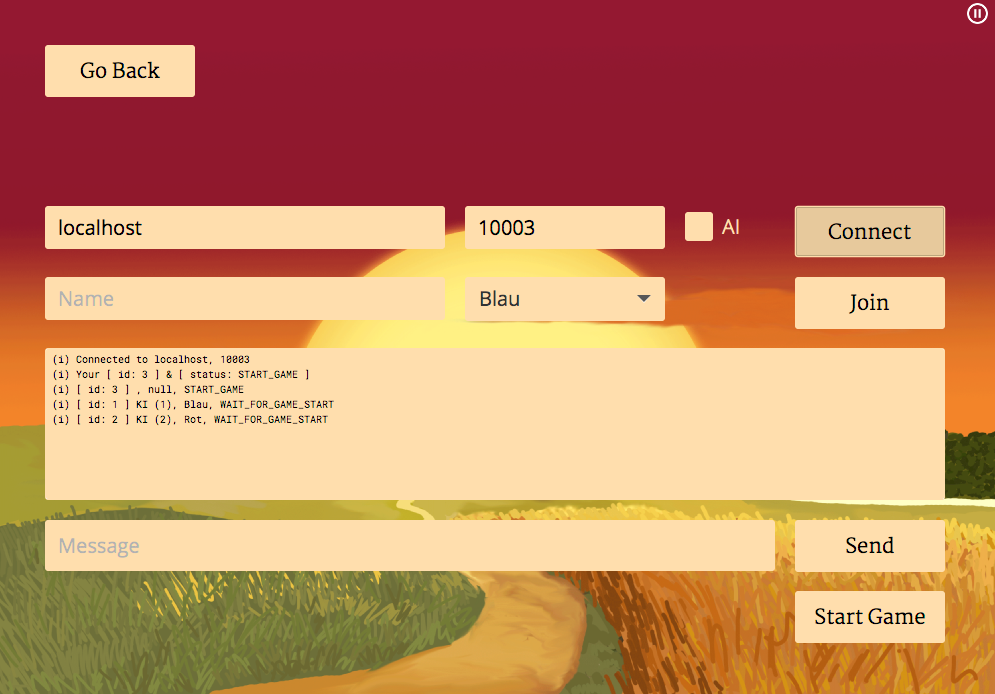 Go Back
localhost
10003
AI
Connect
Name
Blau
Join
(i) Connected to localhost, 10003
(i) Your [ id: 3 ] & [ status: START_GAME ]
(i) [ id: 3 ] , null, START_GAME
(i) [ id: 1 ] KI (1), Blau, WAIT_FOR_GAME_START
(i) [ id: 2 ] KI (2), Rot, WAIT_FOR_GAME_START
Message
Send
Start Game